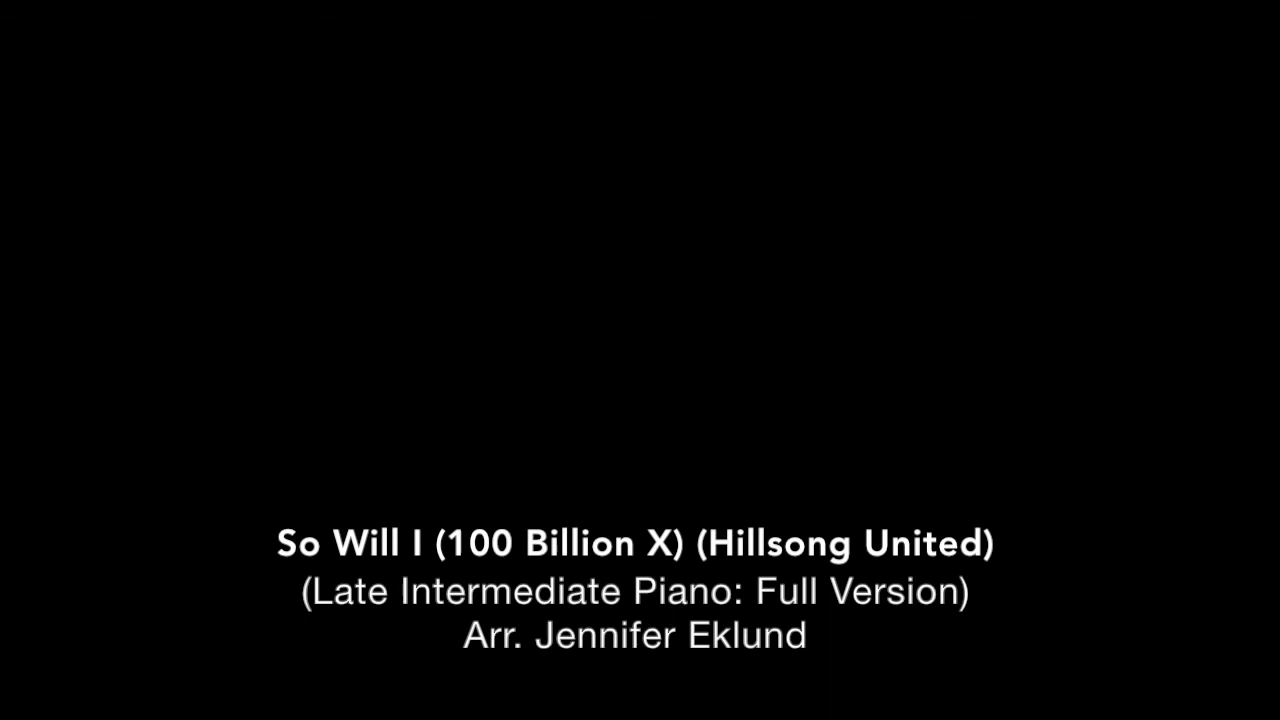 So Will I (100 Billion X) (Hillsong United)
(Late Intermediate Piano: Full Version)
Arr. Jennifer Eklund